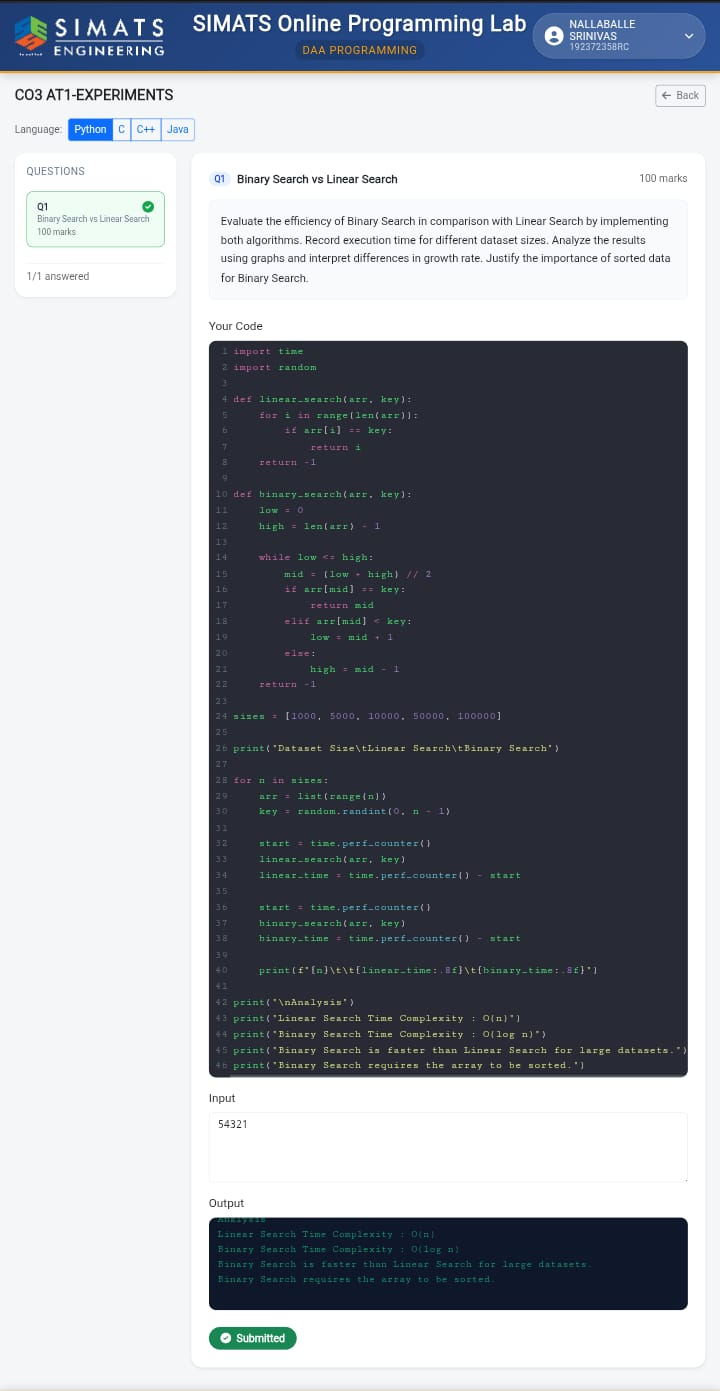 SIMATS
ENGINEERING
SIMATS Online Programming Lab
DAA PROGRAMMING
NALLABALLE
SRINIVAS
192372358RC
CO3 AT1-EXPERIMENTS
← Back
Language: Python C C++ Java
QUESTIONS
Q1
Binary Search vs Linear Search
100 marks
1/1 answered
Q1 Binary Search vs Linear Search 100 marks
Evaluate the efficiency of Binary Search in comparison with Linear Search by implementing
both algorithms. Record execution time for different dataset sizes. Analyze the results
using graphs and interpret differences in growth rate. Justify the importance of sorted data
for Binary Search.
Your Code
1 import time
2 import random
3
4 def linear_search(arr, key):
5     for i in range(len(arr)):
6         if arr[i] == key:
7             return i
8     return -1
9
10 def binary_search(arr, key):
11     low = 0
12     high = len(arr) - 1
13
14     while low <= high:
15         mid = (low + high) // 2
16         if arr[mid] == key:
17             return mid
18         elif arr[mid] < key:
19             low = mid + 1
20         else:
21             high = mid - 1
22     return -1
23
24 sizes = [1000, 5000, 10000, 50000, 100000]
25
26 print("Dataset Size\tLinear Search\tBinary Search")
27
28 for n in sizes:
29     arr = list(range(n))
30     key = random.randint(0, n - 1)
31
32     start = time.perf_counter()
33     linear_search(arr, key)
34     linear_time = time.perf_counter() - start
35
36     start = time.perf_counter()
37     binary_search(arr, key)
38     binary_time = time.perf_counter() - start
39
40     print(f"{n}\t\t{linear_time:.8f}\t{binary_time:.8f}")
41
42 print("\nAnalysis")
43 print("Linear Search Time Complexity : O(n)")
44 print("Binary Search Time Complexity : O(log n)")
45 print("Binary Search is faster than Linear Search for large datasets.")
46 print("Binary Search requires the array to be sorted.")
Input
54321
Output
Analysis
Linear Search Time Complexity : O(n)
Binary Search Time Complexity : O(log n)
Binary Search is faster than Linear Search for large datasets.
Binary Search requires the array to be sorted.
Submitted